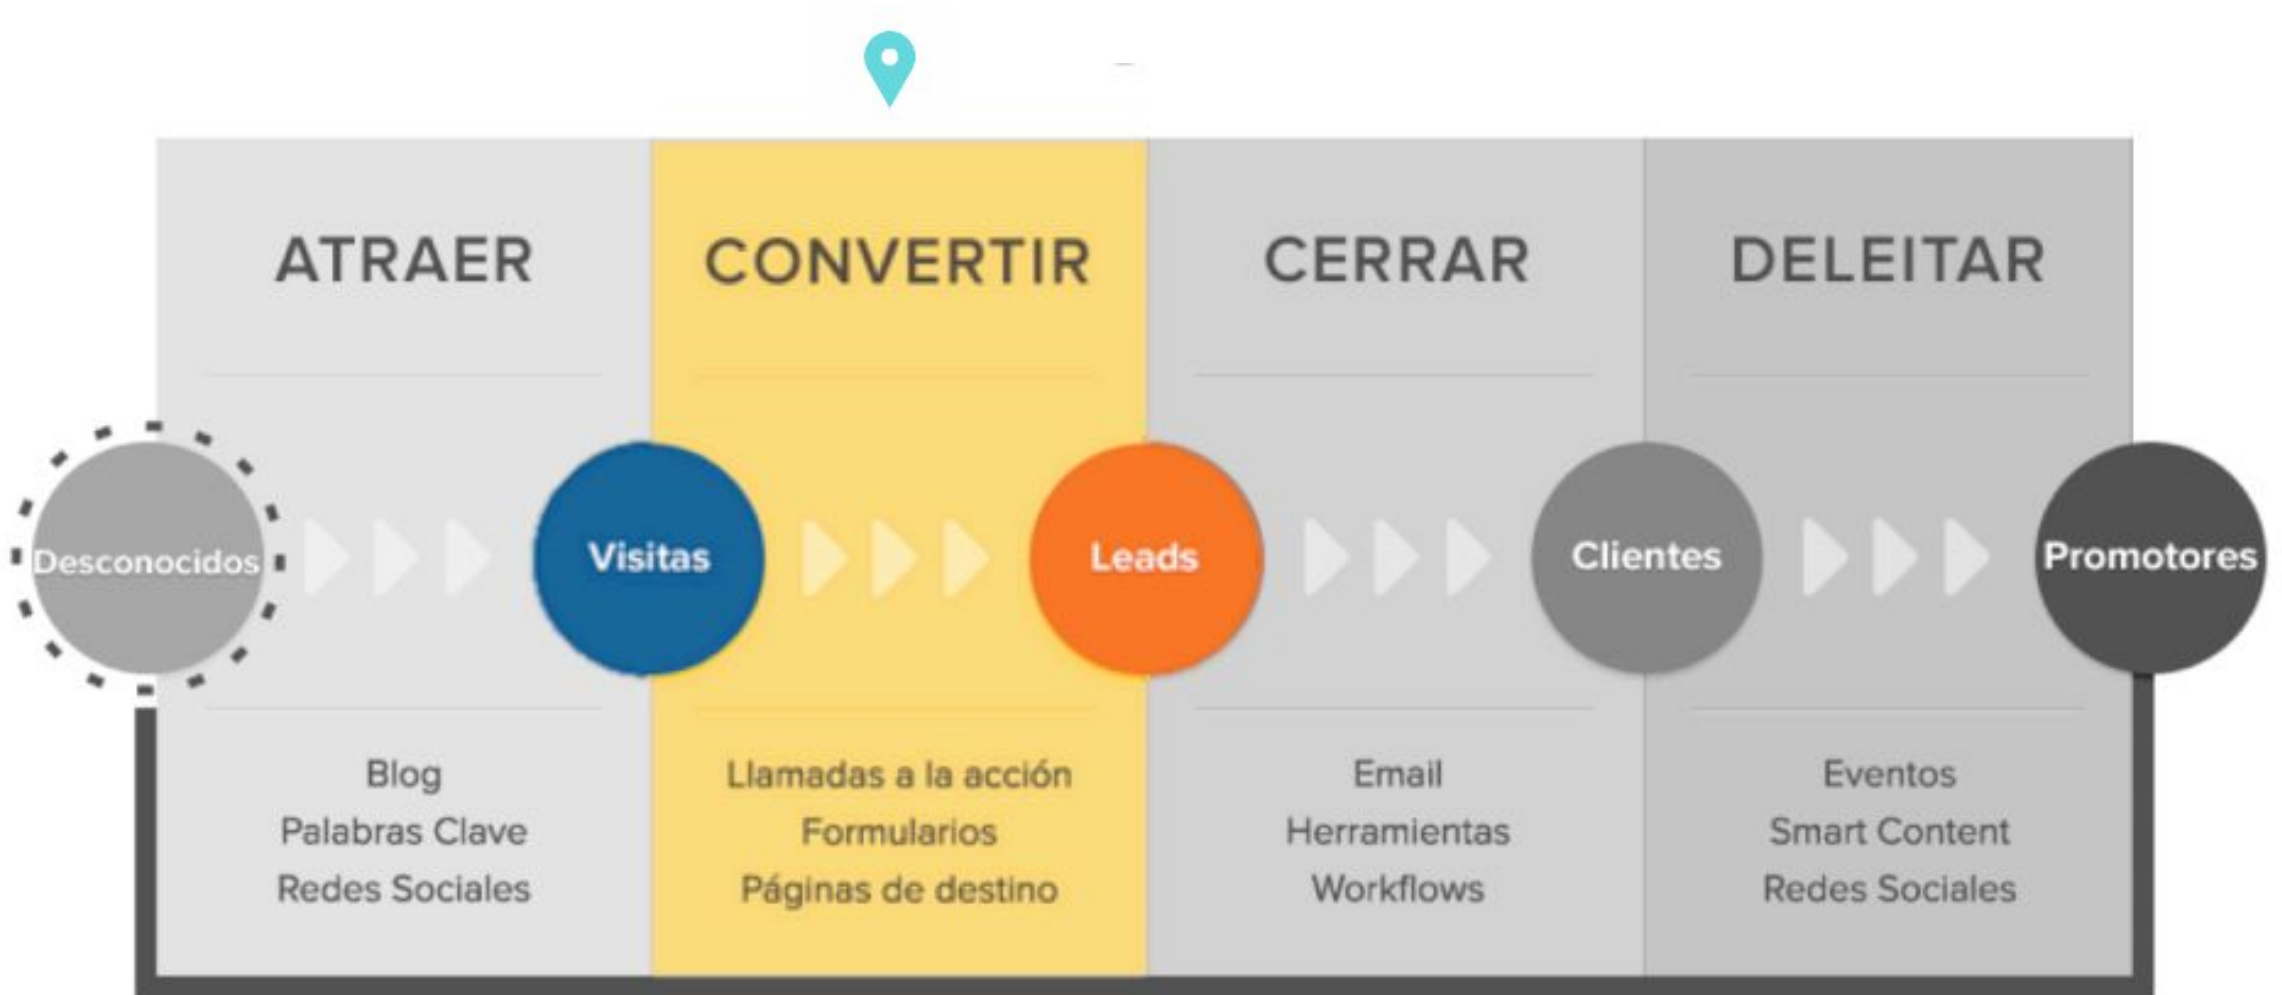 ATRAER
CONVERTIR
CERRAR
DELEITAR
Desconocidos
Visitas
Leads
Clientes
Promotores
Blog
Palabras Clave
Redes Sociales
Llamadas a la acción
Formularios
Páginas de destino
Email
Herramientas
Workflows
Eventos
Smart Content
Redes Sociales